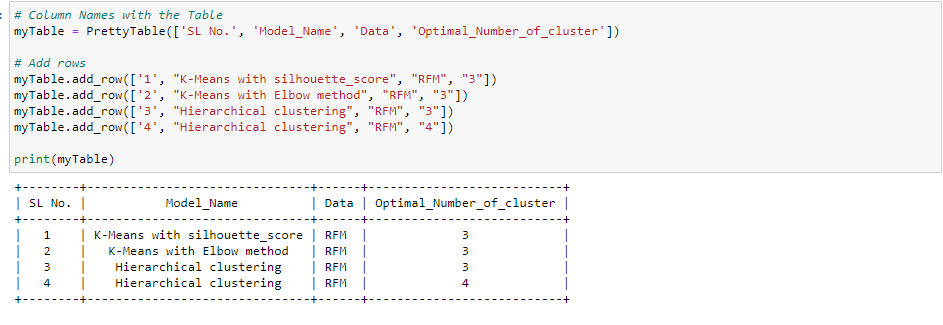 :
# Column Names with the Table
myTable = PrettyTable(['SL No.', 'Model_Name', 'Data', 'Optimal_Number_of_cluster'])
# Add rows
myTable.add_row(['1', "K-Means with silhouette_score", "RFM", "3"])
myTable.add_row(['2', "K-Means with Elbow method", "RFM", "3"])
myTable.add_row(['3', "Hierarchical clustering", "RFM", "3"])
myTable.add_row(['4', "Hierarchical clustering", "RFM", "4"])
print(myTable)
+--------+-------------------------------+------+---------------------------+
| SL No. |           Model_Name          | Data | Optimal_Number_of_cluster |
+--------+-------------------------------+------+---------------------------+
|   1    | K-Means with silhouette_score | RFM  |             3             |
|   2    |   K-Means with Elbow method   | RFM  |             3             |
|   3    |    Hierarchical clustering    | RFM  |             3             |
|   4    |    Hierarchical clustering    | RFM  |             4             |
+--------+-------------------------------+------+---------------------------+